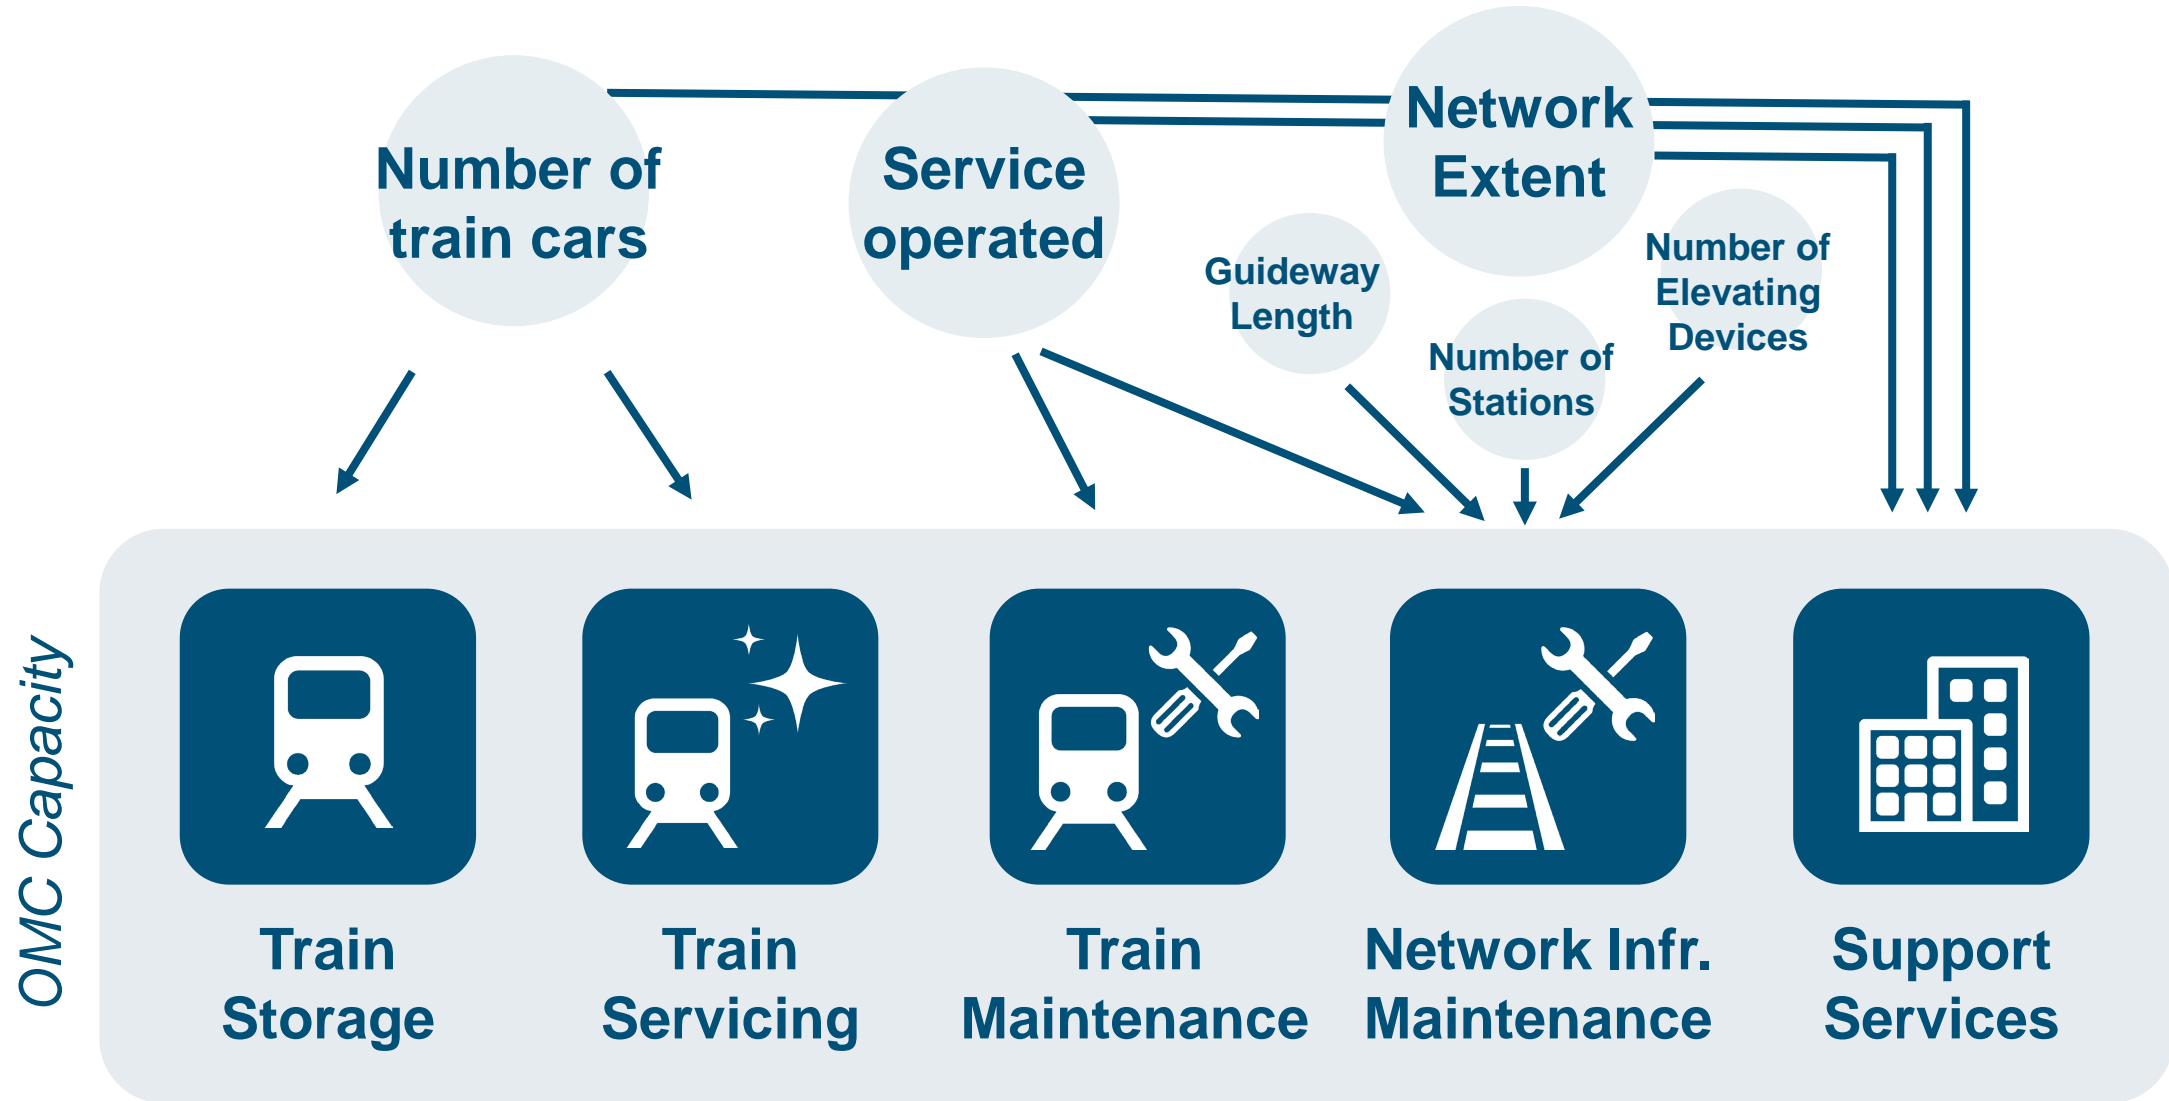 Number of
train cars
Service
operated
Network
Extent
Guideway
Length
Number of
Stations
Number of
Elevating
Devices
OMC Capacity
Train
Storage
Train
Servicing
Train
Maintenance
Network Infr.
Maintenance
Support
Services